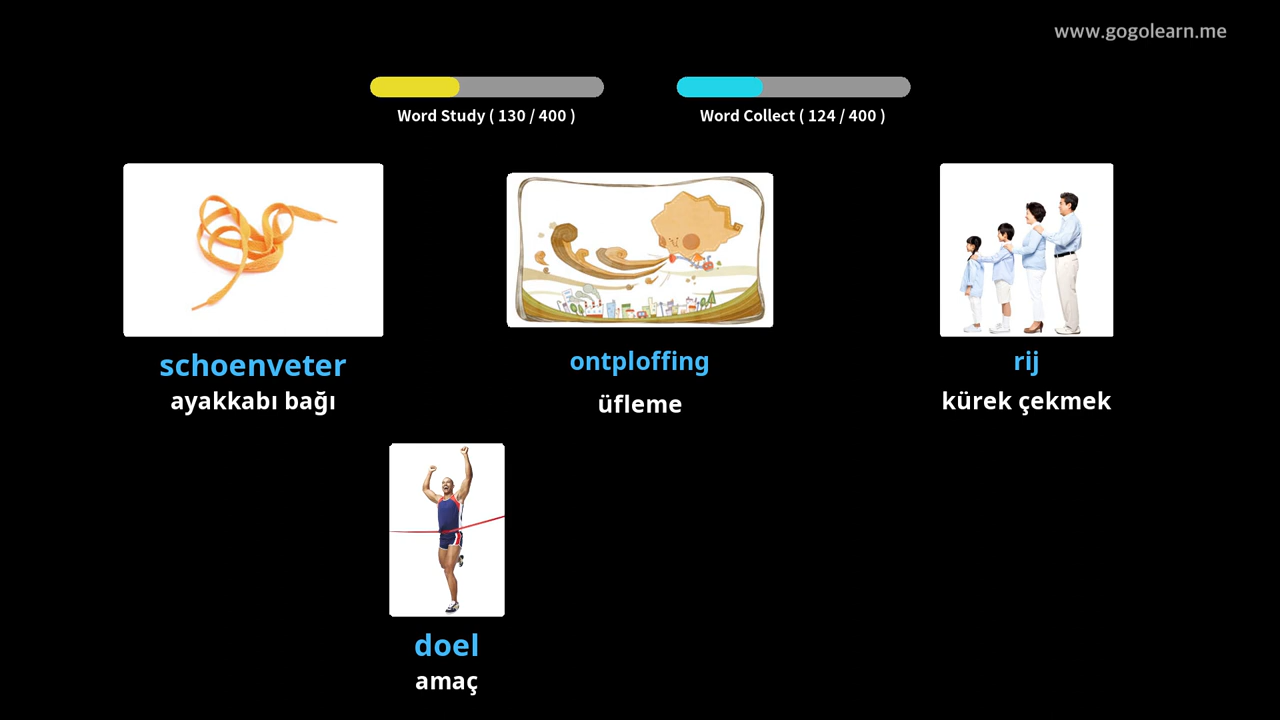 www.gogolearn.me
Word Study ( 130 / 400 )
Word Collect ( 124 / 400 )
schoenveter
ayakkabı bağı
ontploffing
üfleme
rij
kürek çekmek
doel
amaç